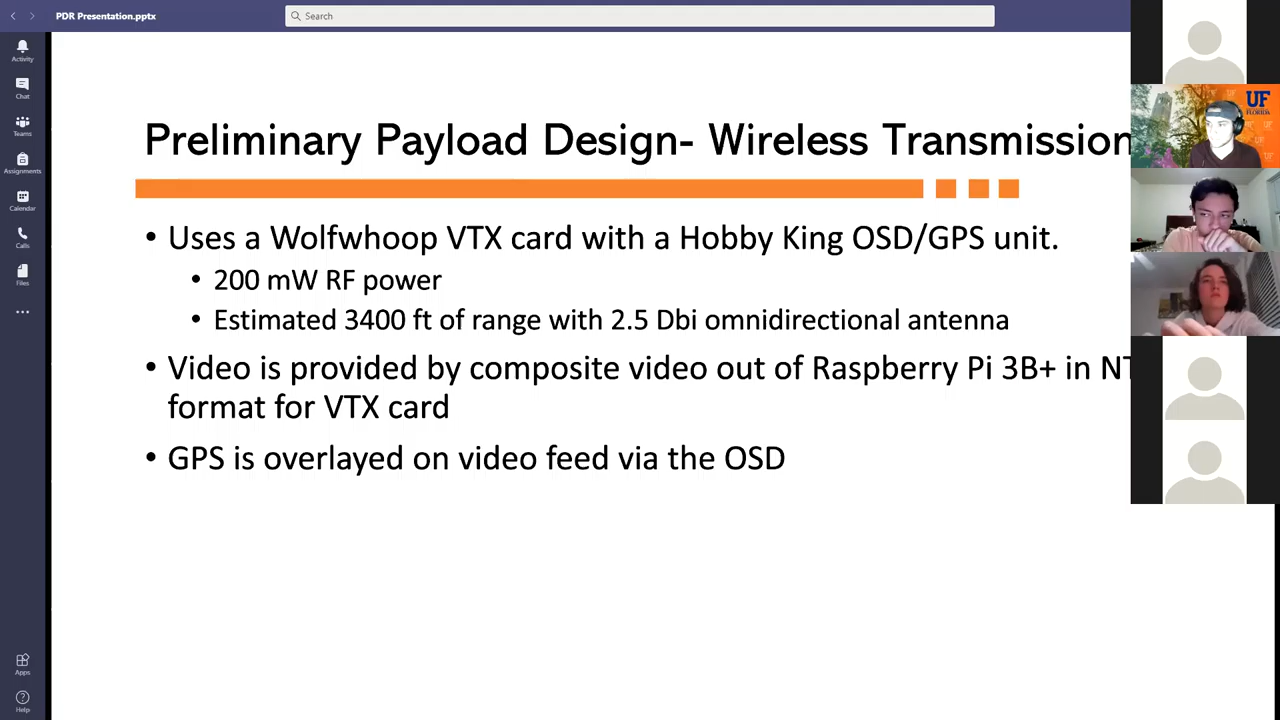 PDR Presentation.pptx
Search
Activity
Chat
Teams
Assignments
Calendar
Calls
Files
Apps
Help
Preliminary Payload Design- Wireless Transmission
• Uses a Wolfwhoop VTX card with a Hobby King OSD/GPS unit.
• 200 mW RF power
• Estimated 3400 ft of range with 2.5 Dbi omnidirectional antenna
• Video is provided by composite video out of Raspberry Pi 3B+ in
format for VTX card
• GPS is overlayed on video feed via the OSD
UF
FLORIDA